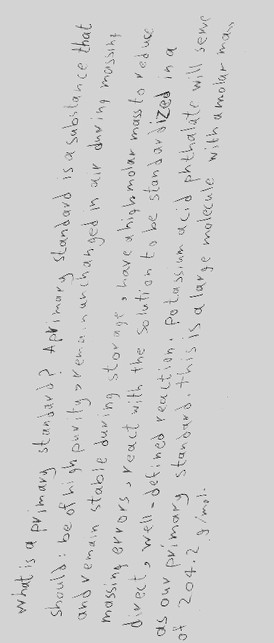 What is a primary standard? A primary standard is a substance that
should: be of high purity, remain unchanged in air during massing
and remain stable during storage, have a high molar mass to reduce
massing errors, react with the solution to be standardized in a
direct, well-defined reaction. Potassium acid phthalate will serve
as our primary standard. this is a large molecule with a molar
of 204.2 g/mol.